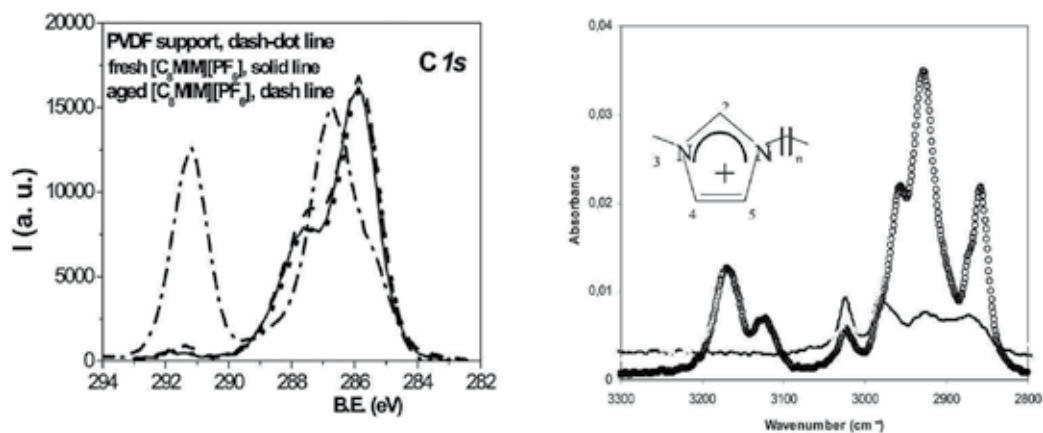 20000
15000
10000
5000
0
I (a. u.)
PVDF support, dash-dot line
fresh [C8MIM][PF6], solid line
aged [C8MIM][PF6], dash line
C 1s
294 292 290 288 286 284 282
B.E. (eV)
0,04
0,03
0,02
0,01
0
Absorbance
2
3 N N n
+
4 5
3300 3200 3100 3000 2900 2800
Wavenumber (cm⁻¹)